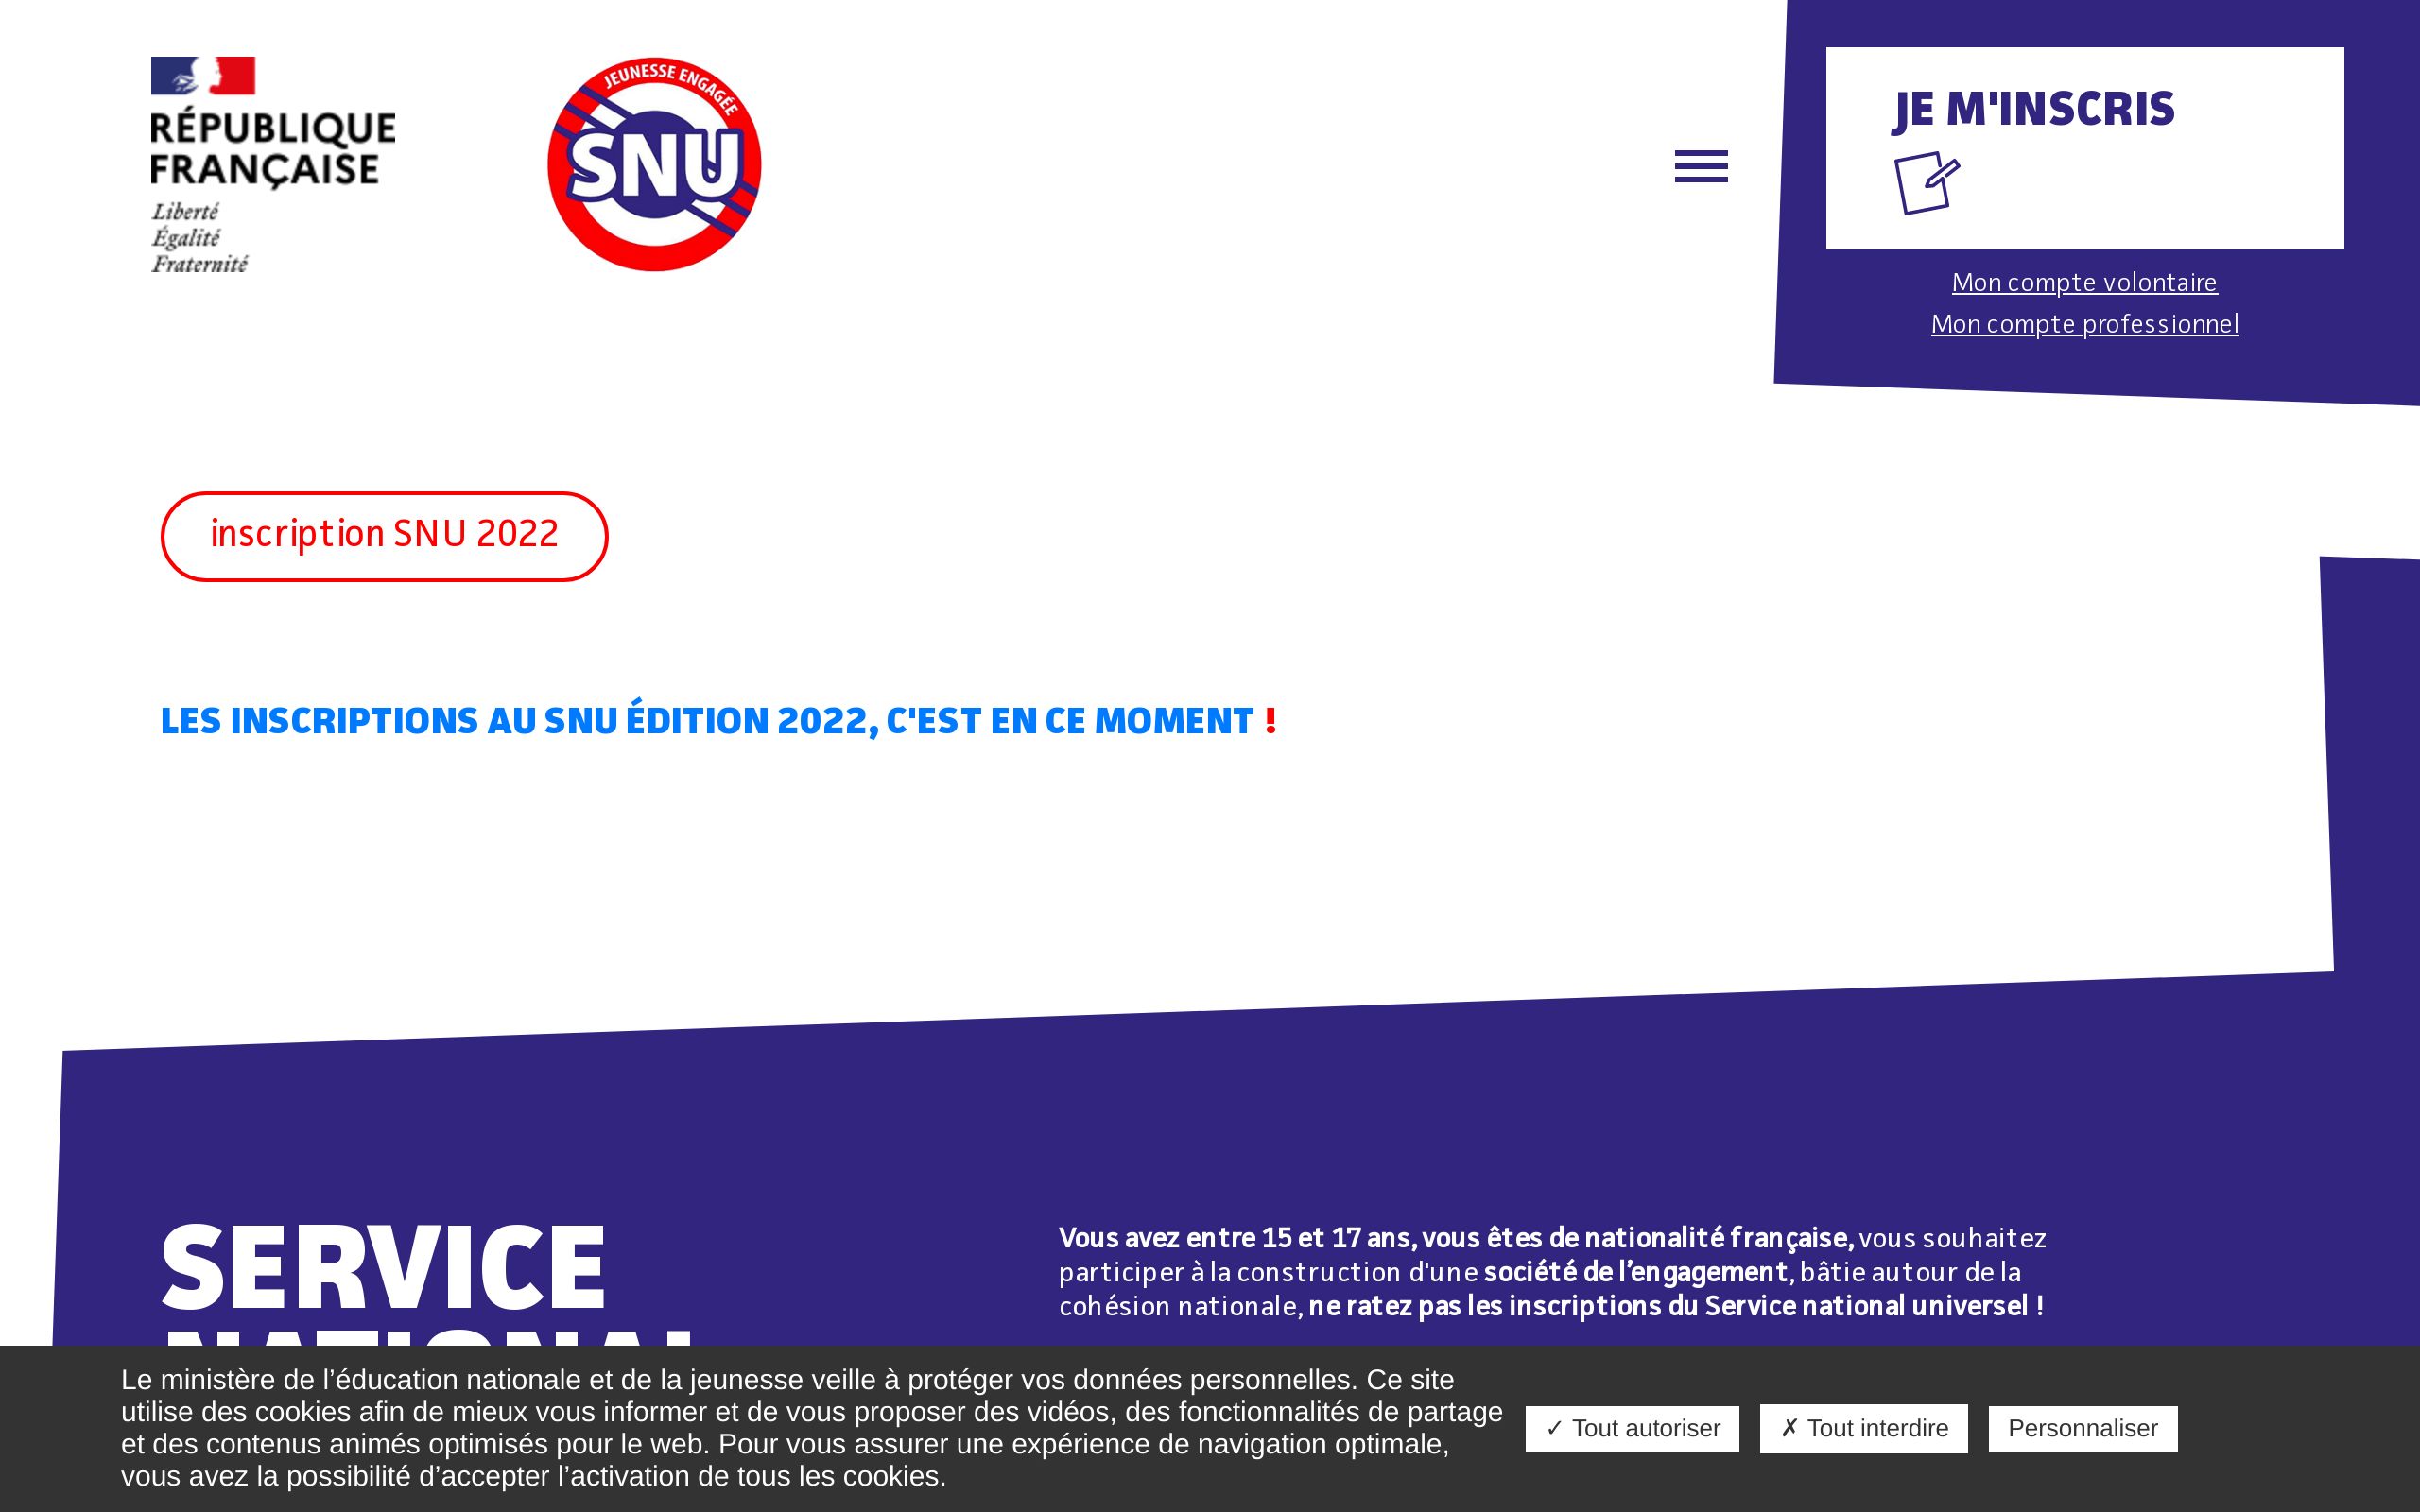 RÉPUBLIQUE
FRANÇAISE
Liberté
Égalité
Fraternité
JEUNESSE ENGAGÉE
SNU
JE M'INSCRIS
Mon compte volontaire
Mon compte professionnel
inscription SNU 2022
LES INSCRIPTIONS AU SNU ÉDITION 2022, C'EST EN CE MOMENT !
SERVICE
NATIONAL
Vous avez entre 15 et 17 ans, vous êtes de nationalité française, vous souhaitez
participer à la construction d'une société de l’engagement, bâtie autour de la
cohésion nationale, ne ratez pas les inscriptions du Service national universel !
Le ministère de l’éducation nationale et de la jeunesse veille à protéger vos données personnelles. Ce site
utilise des cookies afin de mieux vous informer et de vous proposer des vidéos, des fonctionnalités de partage
et des contenus animés optimisés pour le web. Pour vous assurer une expérience de navigation optimale,
vous avez la possibilité d’accepter l’activation de tous les cookies.
✓ Tout autoriser
✗ Tout interdire
Personnaliser